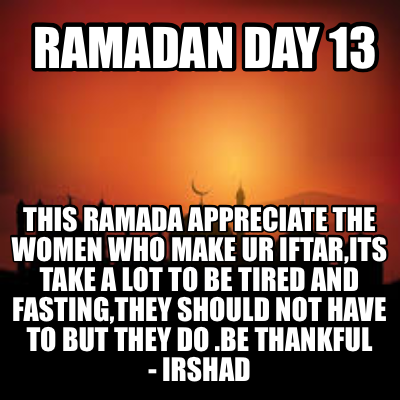 RAMADAN DAY 13
THIS RAMADA APPRECIATE THE
WOMEN WHO MAKE UR IFTAR,ITS
TAKE A LOT TO BE TIRED AND
FASTING,THEY SHOULD NOT HAVE
TO BUT THEY DO .BE THANKFUL
- IRSHAD